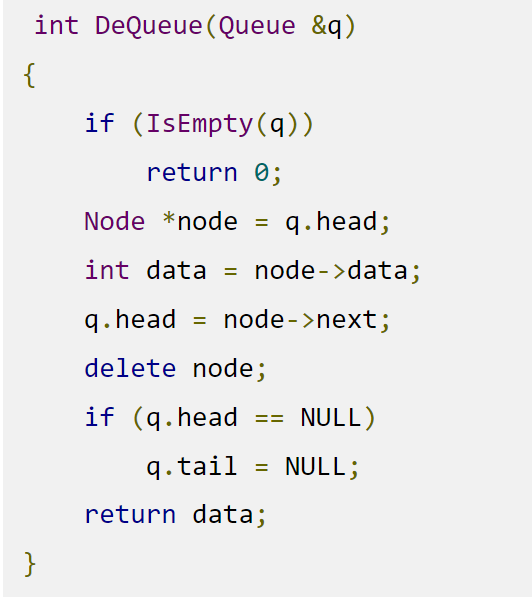 int DeQueue(Queue &q)
{
if (IsEmpty(q))
return 0;
Node *node = q.head;
int data = node->data;
q.head = node->next;
delete node;
if (q.head == NULL)
q.tail = NULL;
return data;
}